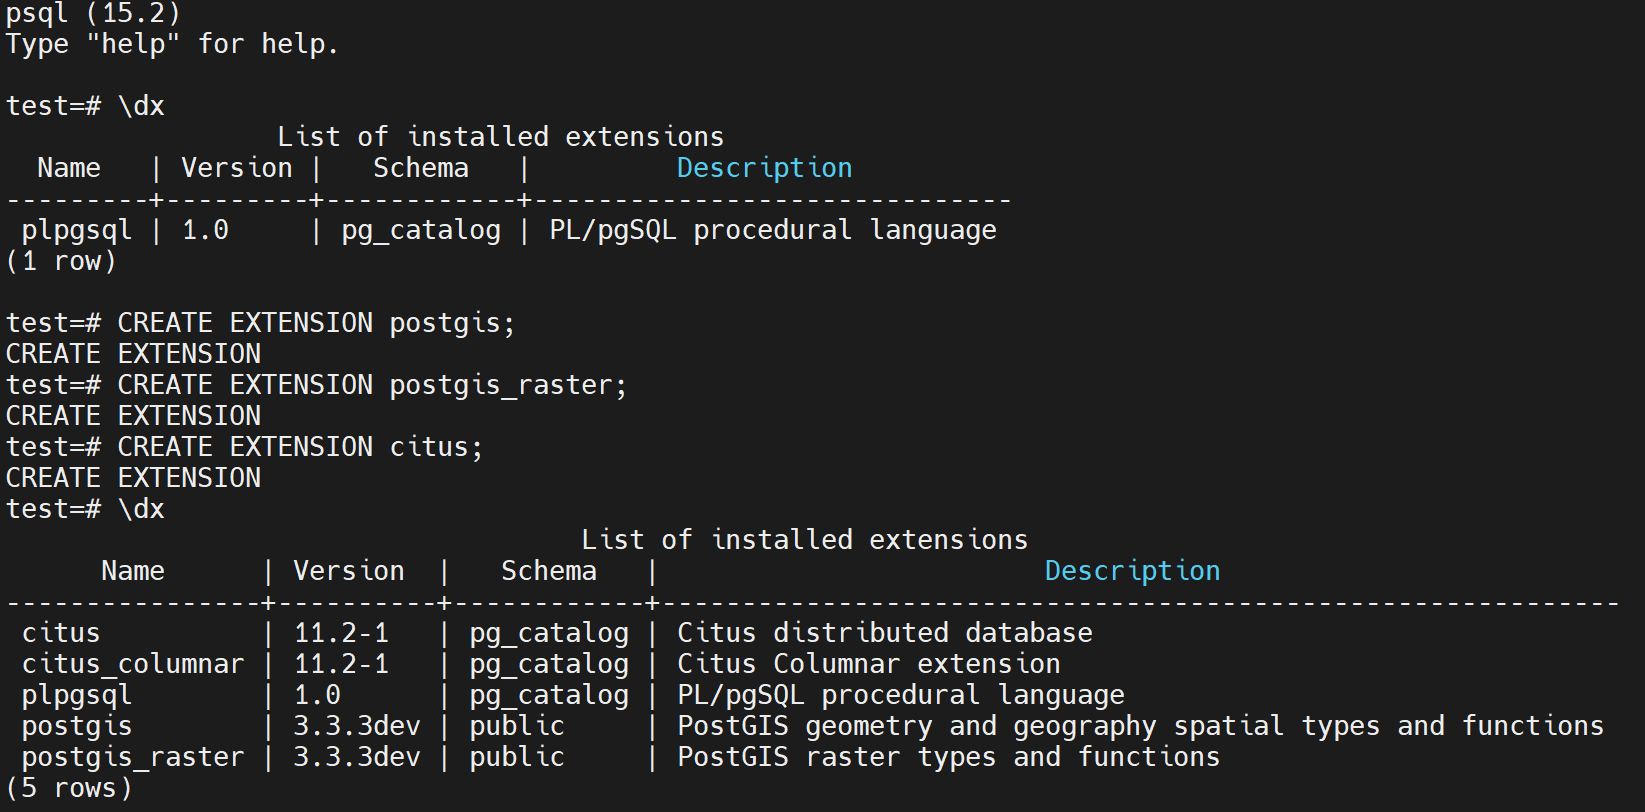 psql (15.2)
Type "help" for help.

test=# \dx
                 List of installed extensions
  Name   | Version |   Schema   |         Description
---------+---------+------------+------------------------------
 plpgsql | 1.0     | pg_catalog | PL/pgSQL procedural language
(1 row)

test=# CREATE EXTENSION postgis;
CREATE EXTENSION
test=# CREATE EXTENSION postgis_raster;
CREATE EXTENSION
test=# CREATE EXTENSION citus;
CREATE EXTENSION
test=# \dx
                                    List of installed extensions
      Name      | Version  |   Schema   |                        Description
----------------+----------+------------+------------------------------------------------------------
 citus          | 11.2-1   | pg_catalog | Citus distributed database
 citus_columnar | 11.2-1   | pg_catalog | Citus Columnar extension
 plpgsql        | 1.0      | pg_catalog | PL/pgSQL procedural language
 postgis        | 3.3.3dev | public     | PostGIS geometry and geography spatial types and functions
 postgis_raster | 3.3.3dev | public     | PostGIS raster types and functions
(5 rows)